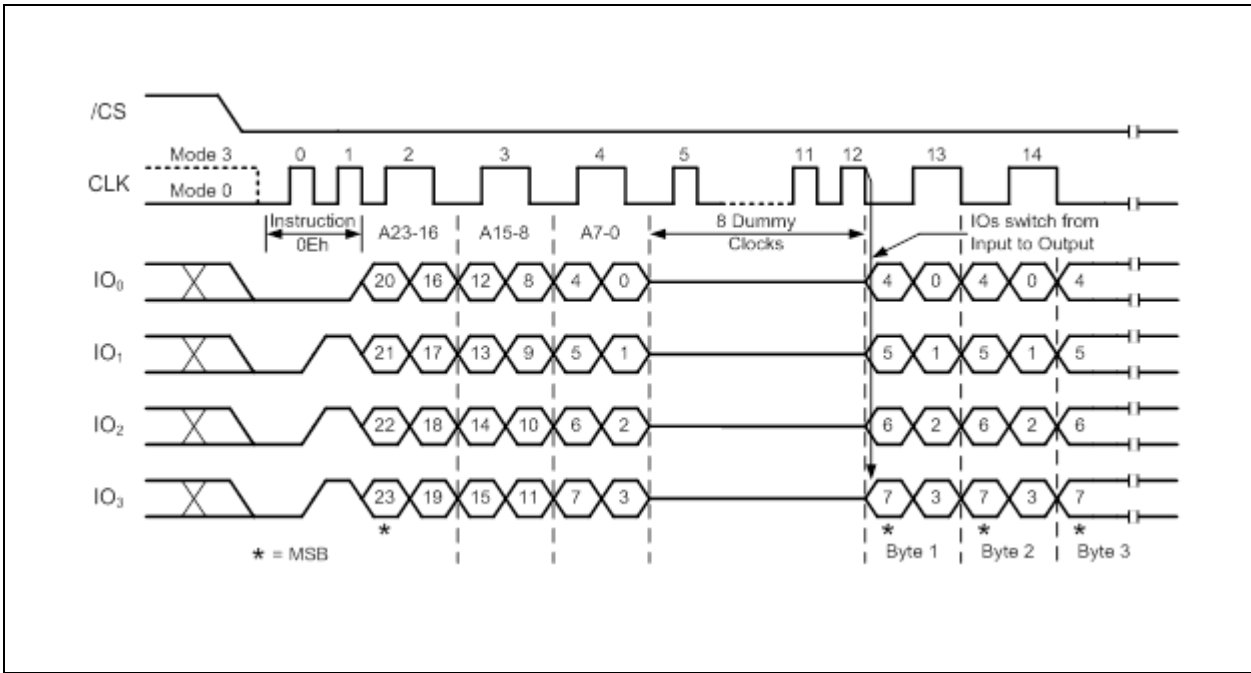 /CS
Mode 3 0 1 2 3 4 5 11 12 13 14
CLK Mode 0
Instruction 0Eh A23-16 A15-8 A7-0 8 Dummy Clocks IOs switch from Input to Output
IO₀ 20 16 12 8 4 0 4 0 4 0 4
IO₁ 21 17 13 9 5 1 5 1 5 1 5
IO₂ 22 18 14 10 6 2 6 2 6 2 6
IO₃ 23 19 15 11 7 3 7 3 7 3 7
* * * *
* = MSB Byte 1 Byte 2 Byte 3